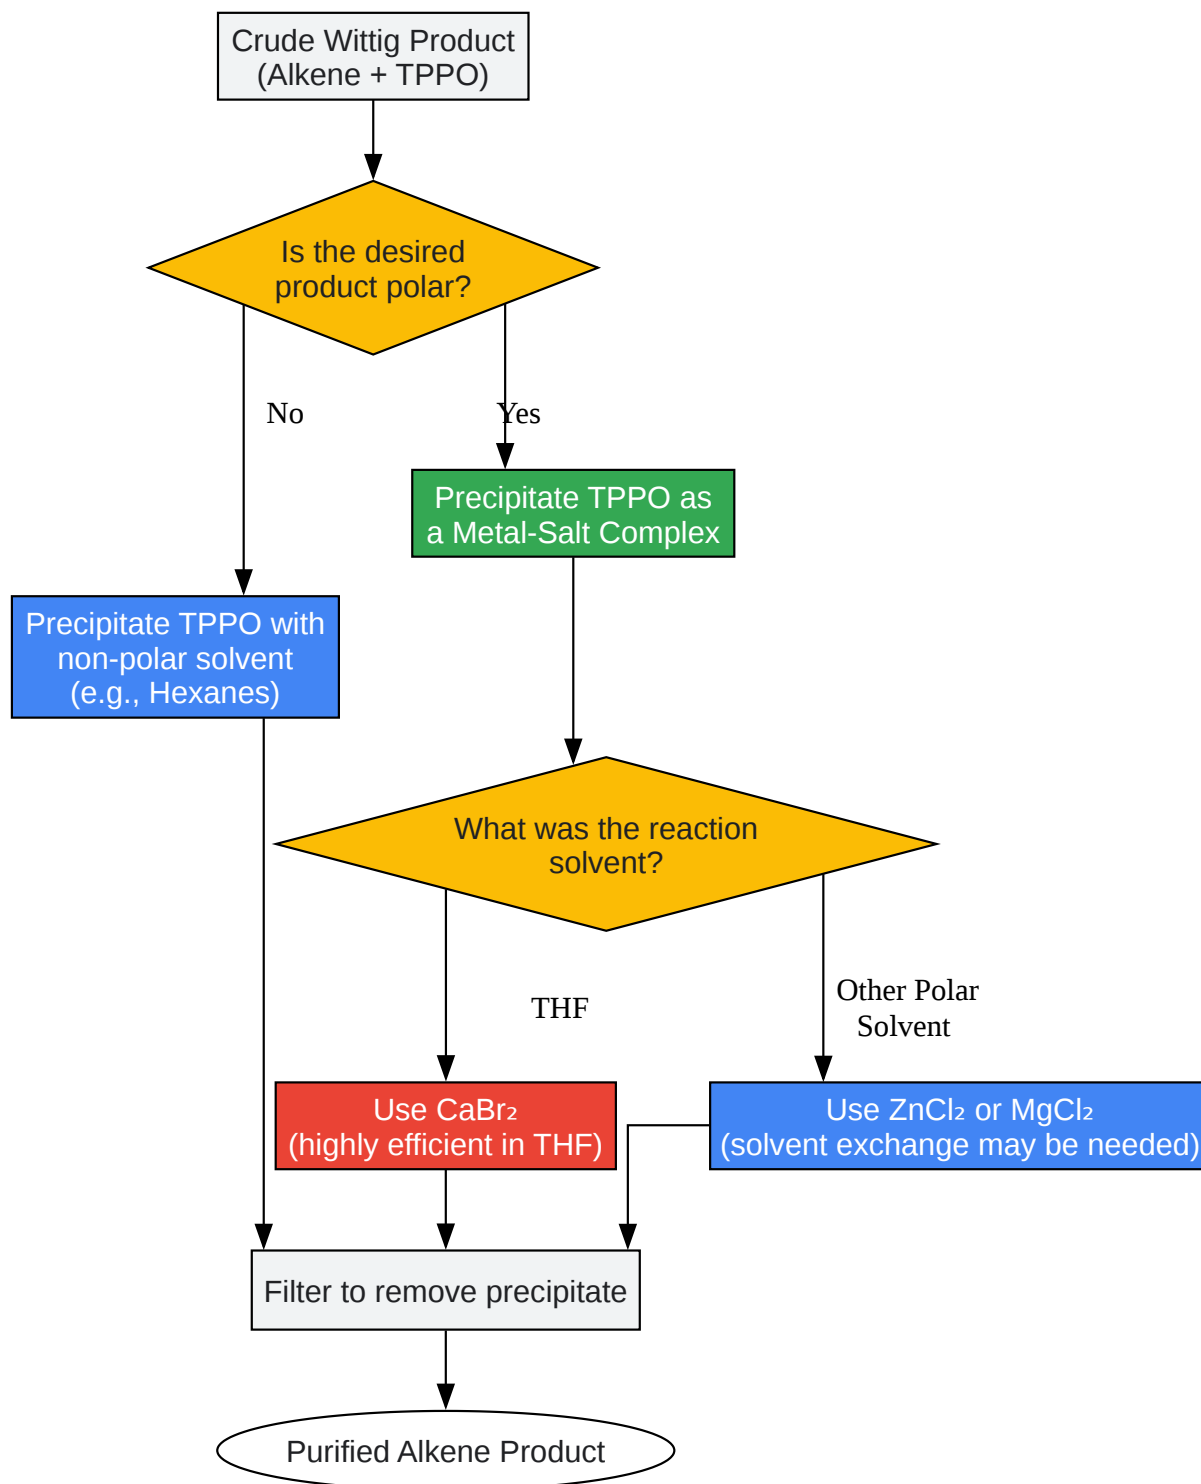 Crude Wittig Product
(Alkene + TPPO)
Is the desired
product polar?
No
Yes
Precipitate TPPO as
a Metal-Salt Complex
Precipitate TPPO with
non-polar solvent
(e.g., Hexanes)
What was the reaction
solvent?
THF
Other Polar
Solvent
Use CaBr₂
(highly efficient in THF)
Use ZnCl₂ or MgCl₂
(solvent exchange may be needed)
Filter to remove precipitate
Purified Alkene Product